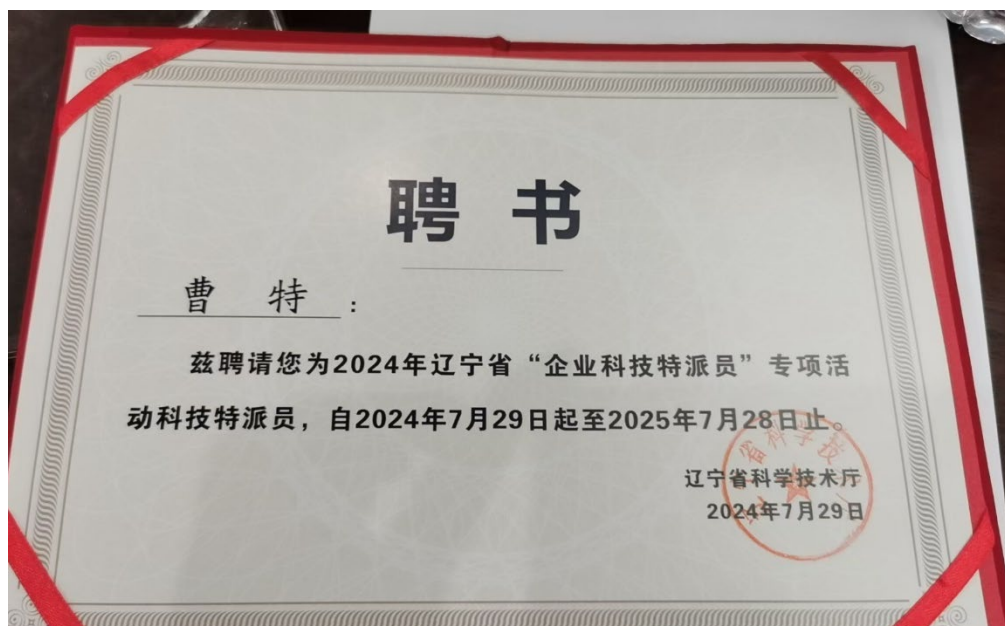 聘 书
曹 特：
兹聘请您为2024年辽宁省“企业科技特派员”专项活
动科技特派员，自2024年7月29日起至2025年7月28日止。
辽宁省科学技术厅
2024年7月29日